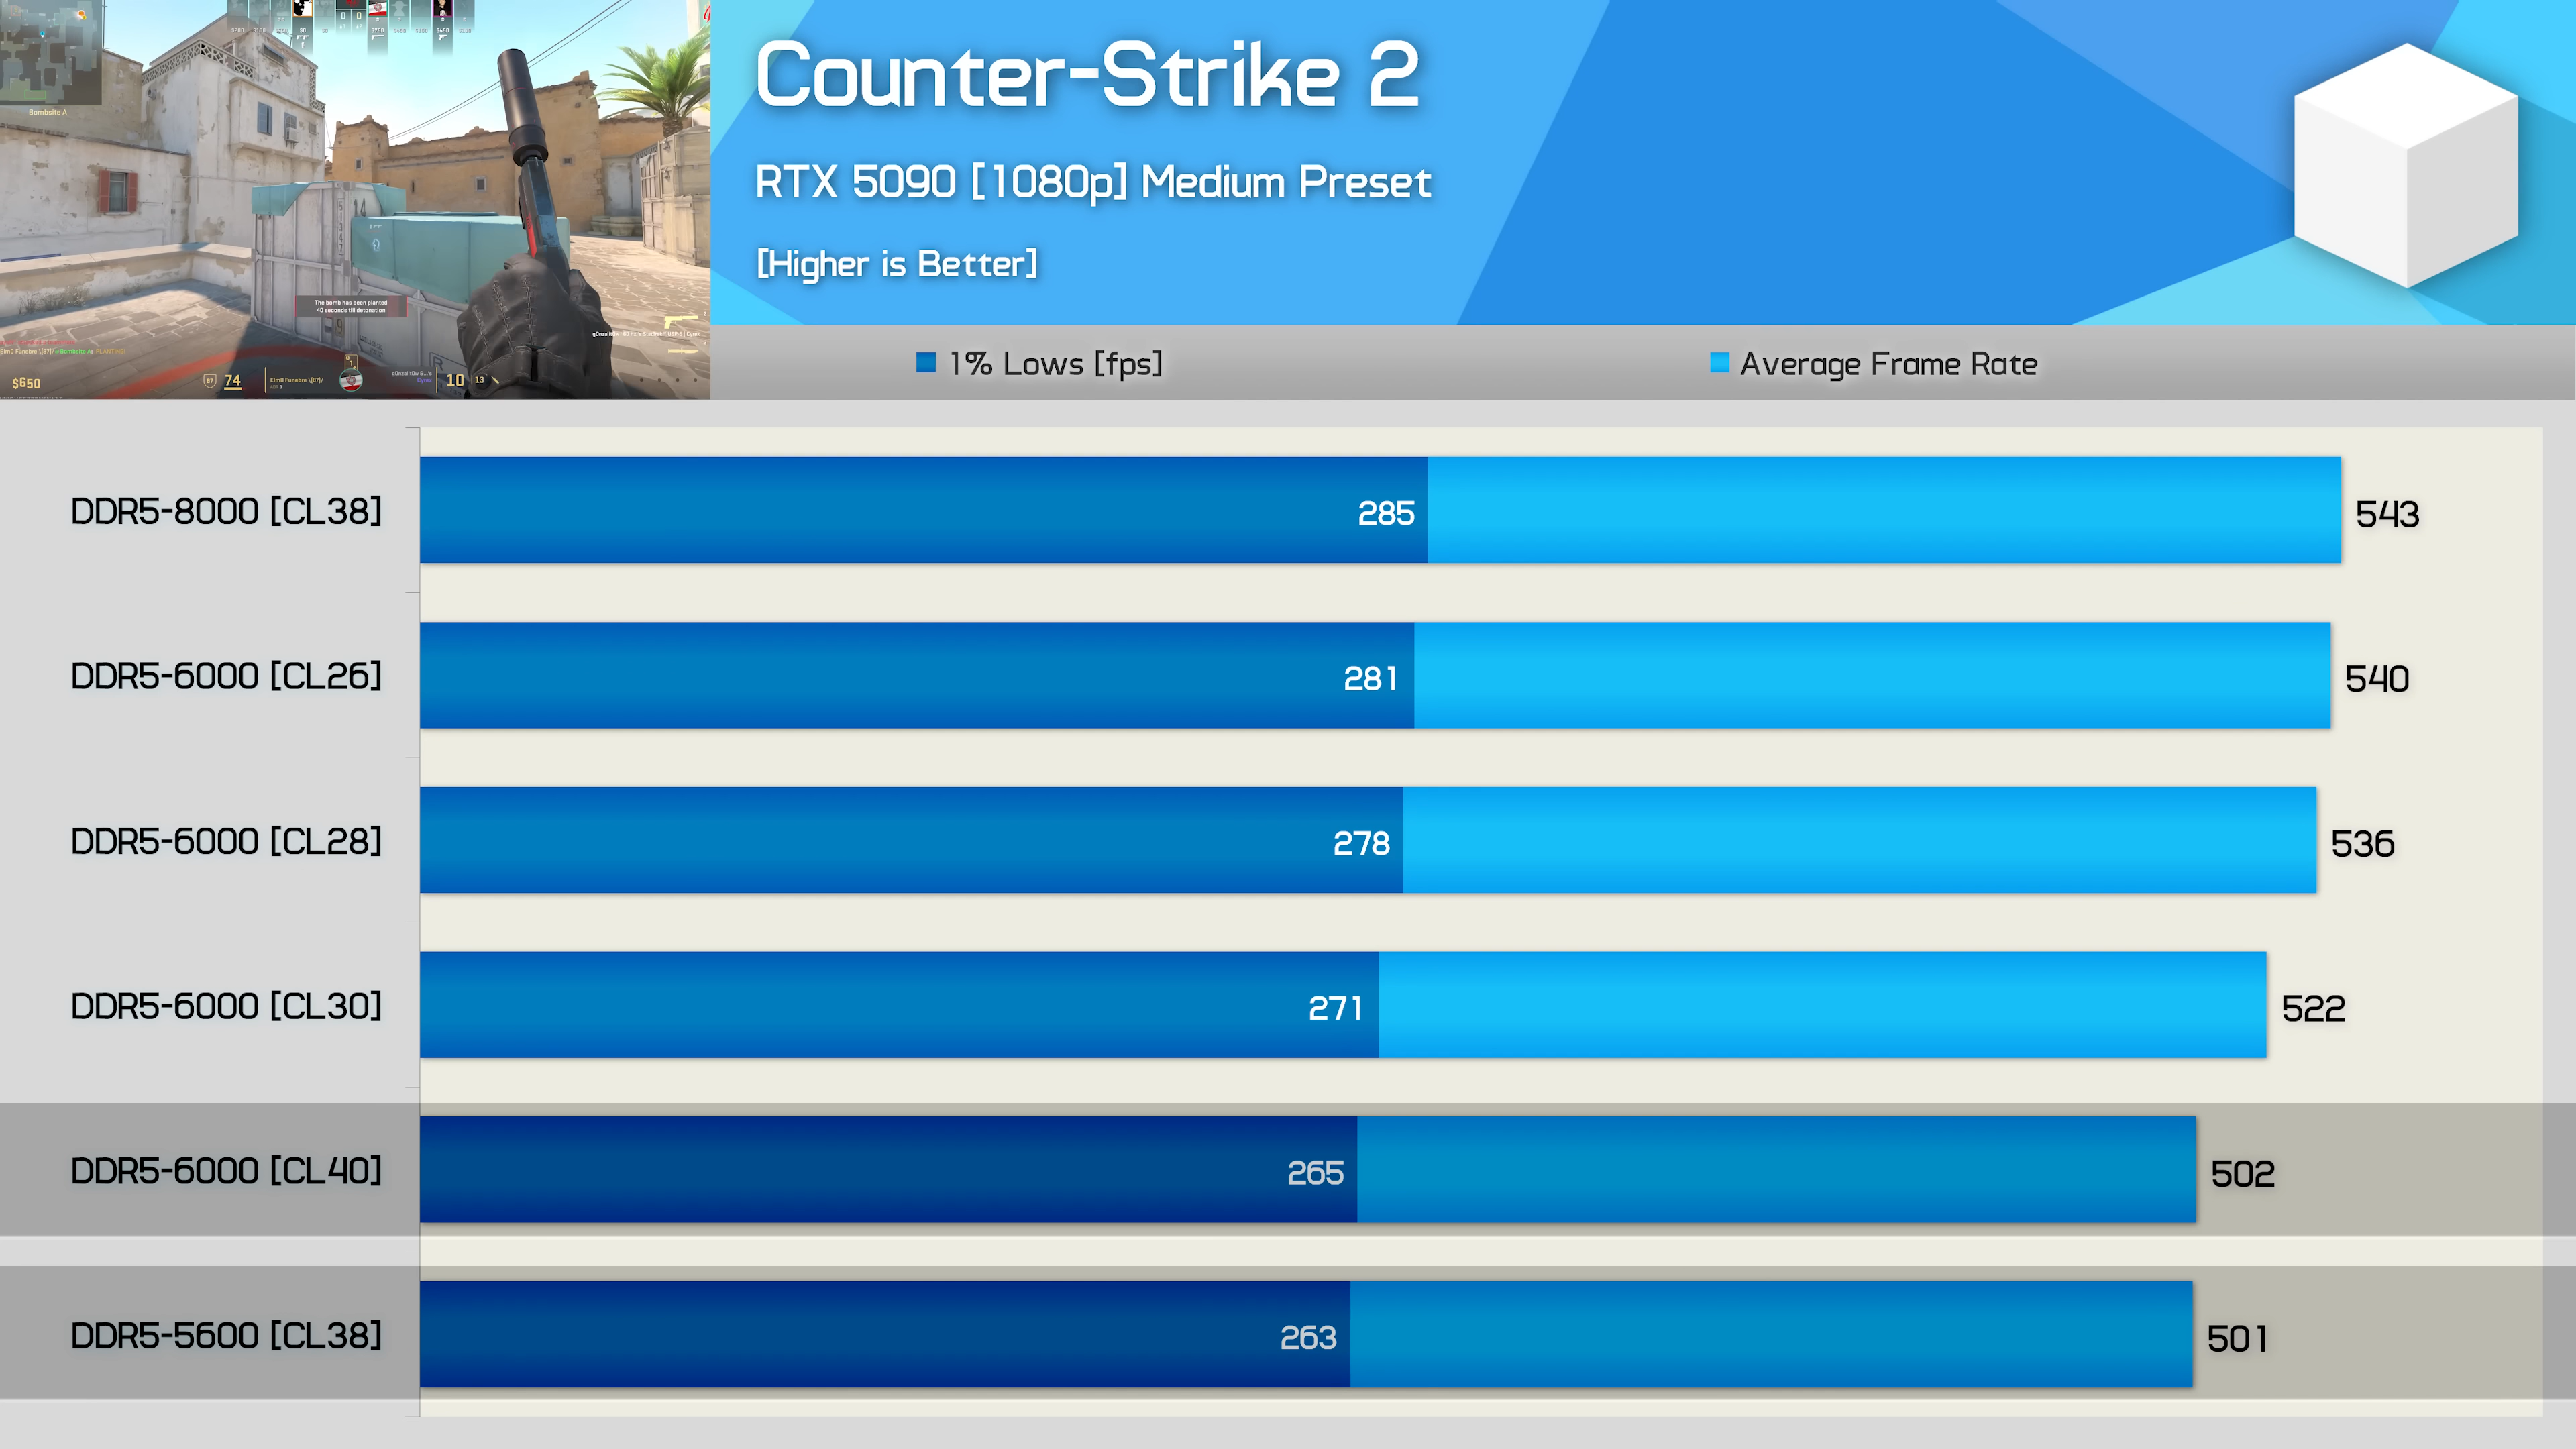 Counter-Strike 2
RTX 5090 [1080p] Medium Preset
[Higher is Better]
Bombsite A
The bomb has been planted
40 seconds till detonation
$650
87 74
10 13
1% Lows [fps] Average Frame Rate
DDR5-8000 [CL38] 285 543
DDR5-6000 [CL26] 281 540
DDR5-6000 [CL28] 278 536
DDR5-6000 [CL30] 271 522
DDR5-6000 [CL40] 265 502
DDR5-5600 [CL38] 263 501